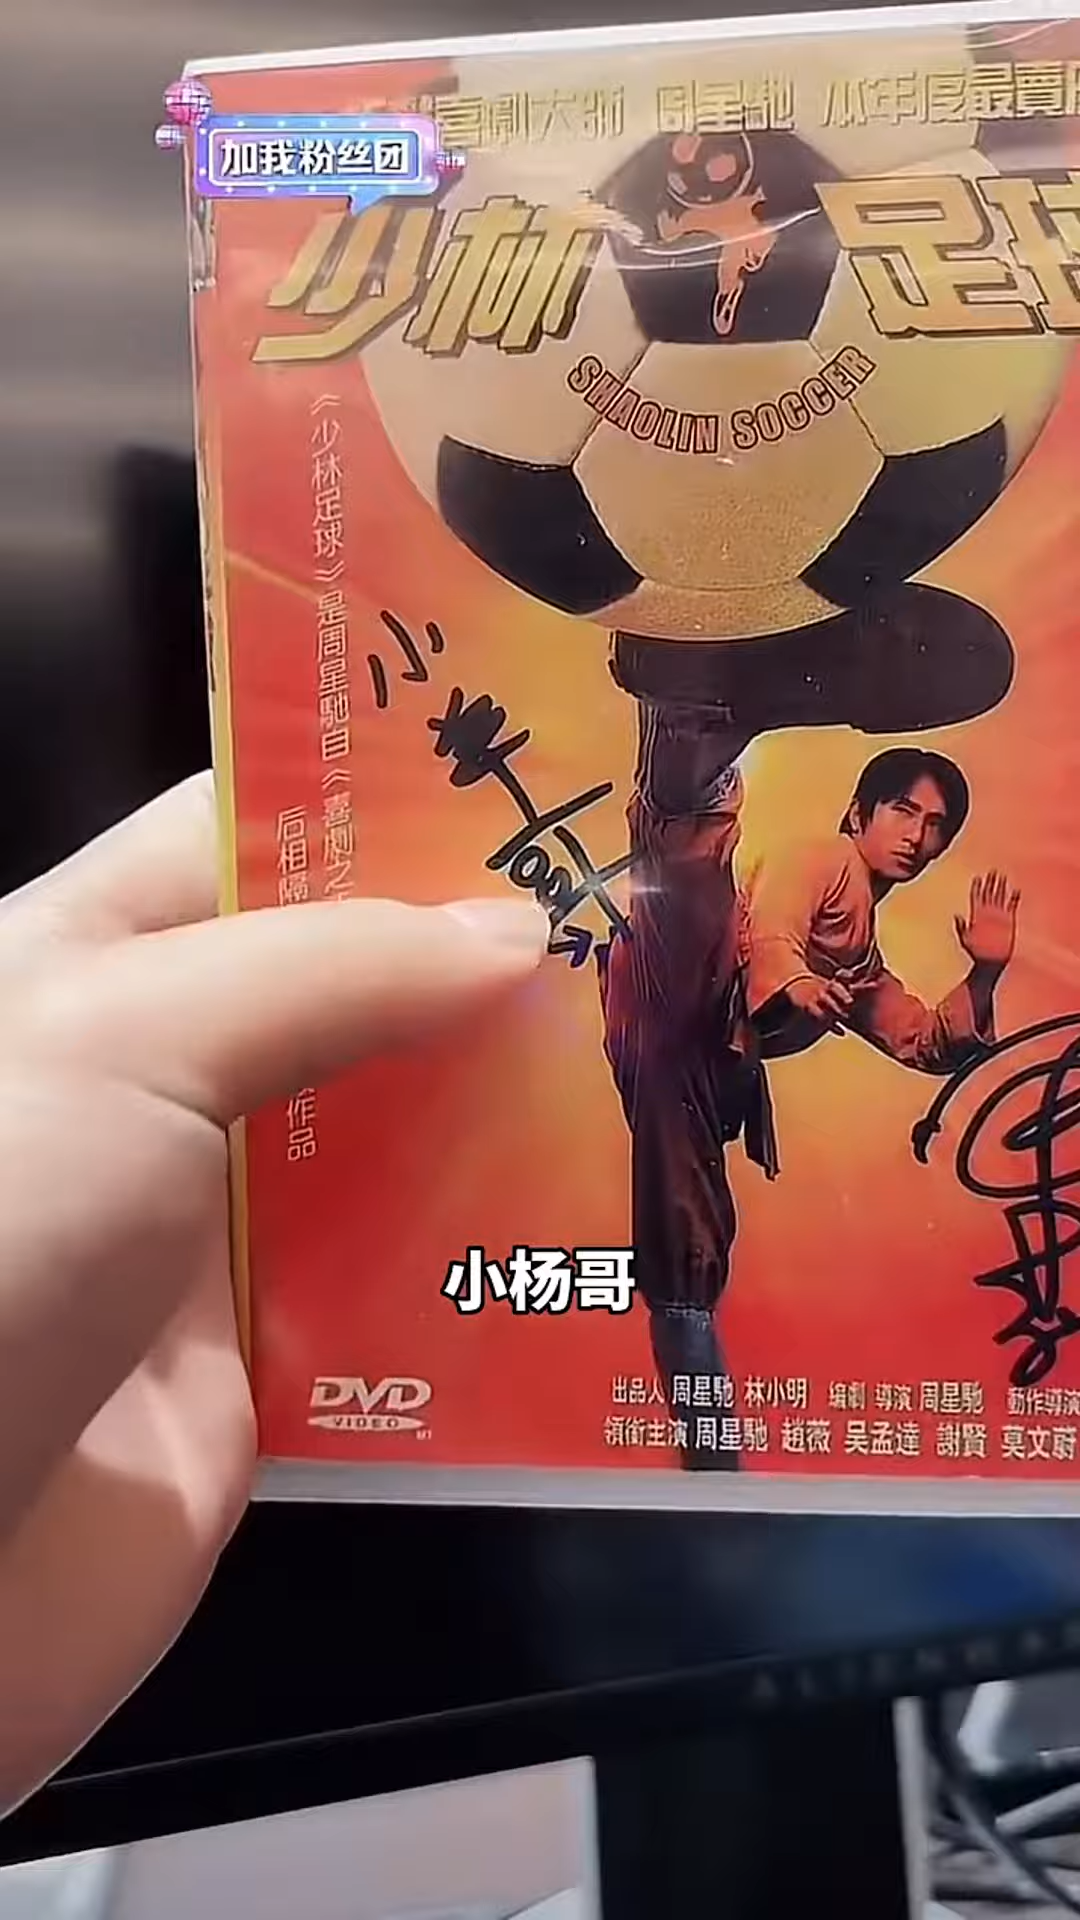 喜劇大師 周星馳 本年度最賣
加我粉丝团
少林足球
SHAOLIN SOCCER
《少林足球》是周星馳自《喜劇之
后相隔
作品
小杨哥
DVD
VIDEO
出品人 周星馳 林小明 编劇 導演 周星馳 動作導演
領銜主演 周星馳 趙薇 吴孟達 謝賢 莫文蔚
ALIENWAR